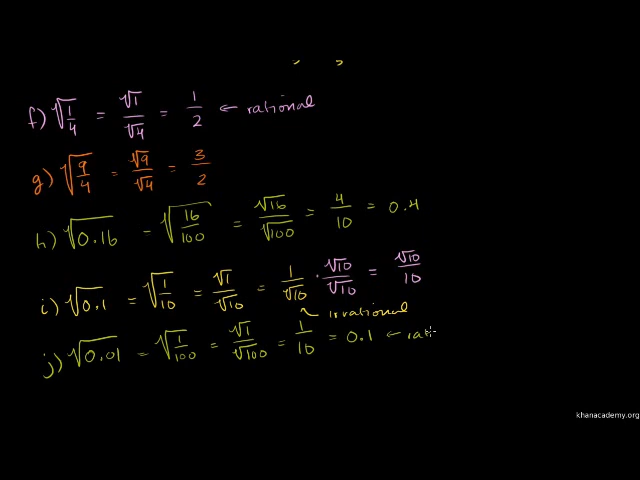 f) √(1/4) = √1/√4 = 1/2 ← rational
g) √(9/4) = √9/√4 = 3/2
h) √0.16 = √(16/100) = √16/√100 = 4/10 = 0.4
i) √0.1 = √(1/10) = √1/√10 = 1/√10 · √10/√10 = √10/10
irrational
j) √0.01 = √(1/100) = √1/√100 = 1/10 = 0.1 ← rati
khanacademy.org